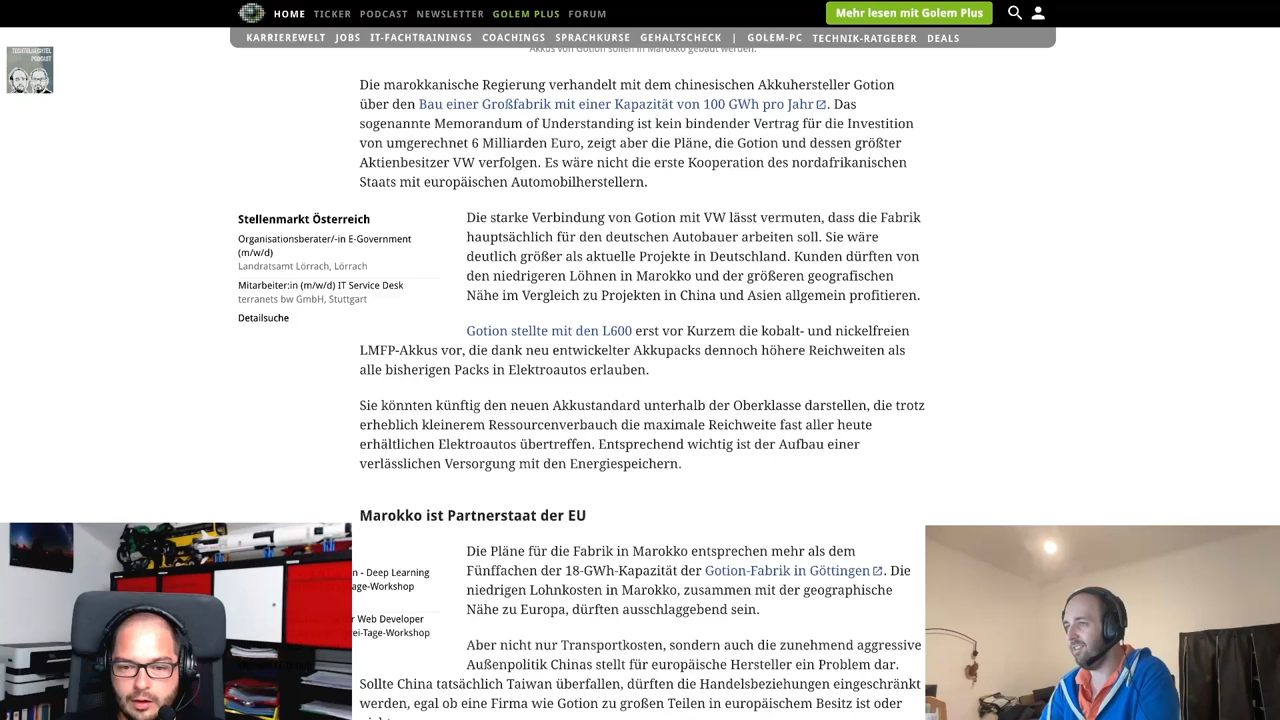 HOME TICKER PODCAST NEWSLETTER GOLEM PLUS FORUM Mehr lesen mit Golem Plus
KARRIEREWELT JOBS IT-FACHTRAININGS COACHINGS SPRACHKURSE GEHALTSCHECK | GOLEM-PC TECHNIK-RATGEBER DEALS
Akkus von Gotion sollen in Marokko gebaut werden.
PODCAST
Die marokkanische Regierung verhandelt mit dem chinesischen Akkuhersteller Gotion
über den Bau einer Großfabrik mit einer Kapazität von 100 GWh pro Jahr. Das
sogenannte Memorandum of Understanding ist kein bindender Vertrag für die Investition
von umgerechnet 6 Milliarden Euro, zeigt aber die Pläne, die Gotion und dessen größter
Aktienbesitzer VW verfolgen. Es wäre nicht die erste Kooperation des nordafrikanischen
Staats mit europäischen Automobilherstellern.
Stellenmarkt Österreich
Organisationsberater/-in E-Government
(m/w/d)
Landratsamt Lörrach, Lörrach
Mitarbeiter:in (m/w/d) IT Service Desk
terranets bw GmbH, Stuttgart
Detailsuche
Die starke Verbindung von Gotion mit VW lässt vermuten, dass die Fabrik
hauptsächlich für den deutschen Autobauer arbeiten soll. Sie wäre
deutlich größer als aktuelle Projekte in Deutschland. Kunden dürften von
den niedrigeren Löhnen in Marokko und der größeren geografischen
Nähe im Vergleich zu Projekten in China und Asien allgemein profitieren.
Gotion stellte mit den L600 erst vor Kurzem die kobalt- und nickelfreien
LMFP-Akkus vor, die dank neu entwickelter Akkupacks dennoch höhere Reichweiten als
alle bisherigen Packs in Elektroautos erlauben.
Sie könnten künftig den neuen Akkustandard unterhalb der Oberklasse darstellen, die trotz
erheblich kleinerem Ressourcenverbauch die maximale Reichweite fast aller heute
erhältlichen Elektroautos übertreffen. Entsprechend wichtig ist der Aufbau einer
verlässlichen Versorgung mit den Energiespeichern.
Marokko ist Partnerstaat der EU
n - Deep Learning
age-Workshop
r Web Developer
ei-Tage-Workshop
Die Pläne für die Fabrik in Marokko entsprechen mehr als dem
Fünffachen der 18-GWh-Kapazität der Gotion-Fabrik in Göttingen. Die
niedrigen Lohnkosten in Marokko, zusammen mit der geographische
Nähe zu Europa, dürften ausschlaggebend sein.
Aber nicht nur Transportkosten, sondern auch die zunehmend aggressive
Außenpolitik Chinas stellt für europäische Hersteller ein Problem dar.
Sollte China tatsächlich Taiwan überfallen, dürften die Handelsbeziehungen eingeschränkt
werden, egal ob eine Firma wie Gotion zu großen Teilen in europäischem Besitz ist oder